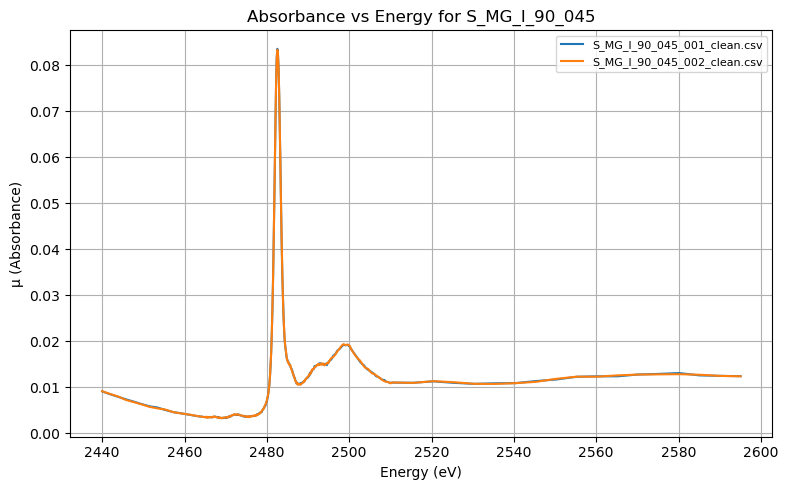 Absorbance vs Energy for S_MG_I_90_045
S_MG_I_90_045_001_clean.csv
S_MG_I_90_045_002_clean.csv
μ (Absorbance)
0.08
0.07
0.06
0.05
0.04
0.03
0.02
0.01
0.00
2440 2460 2480 2500 2520 2540 2560 2580 2600
Energy (eV)